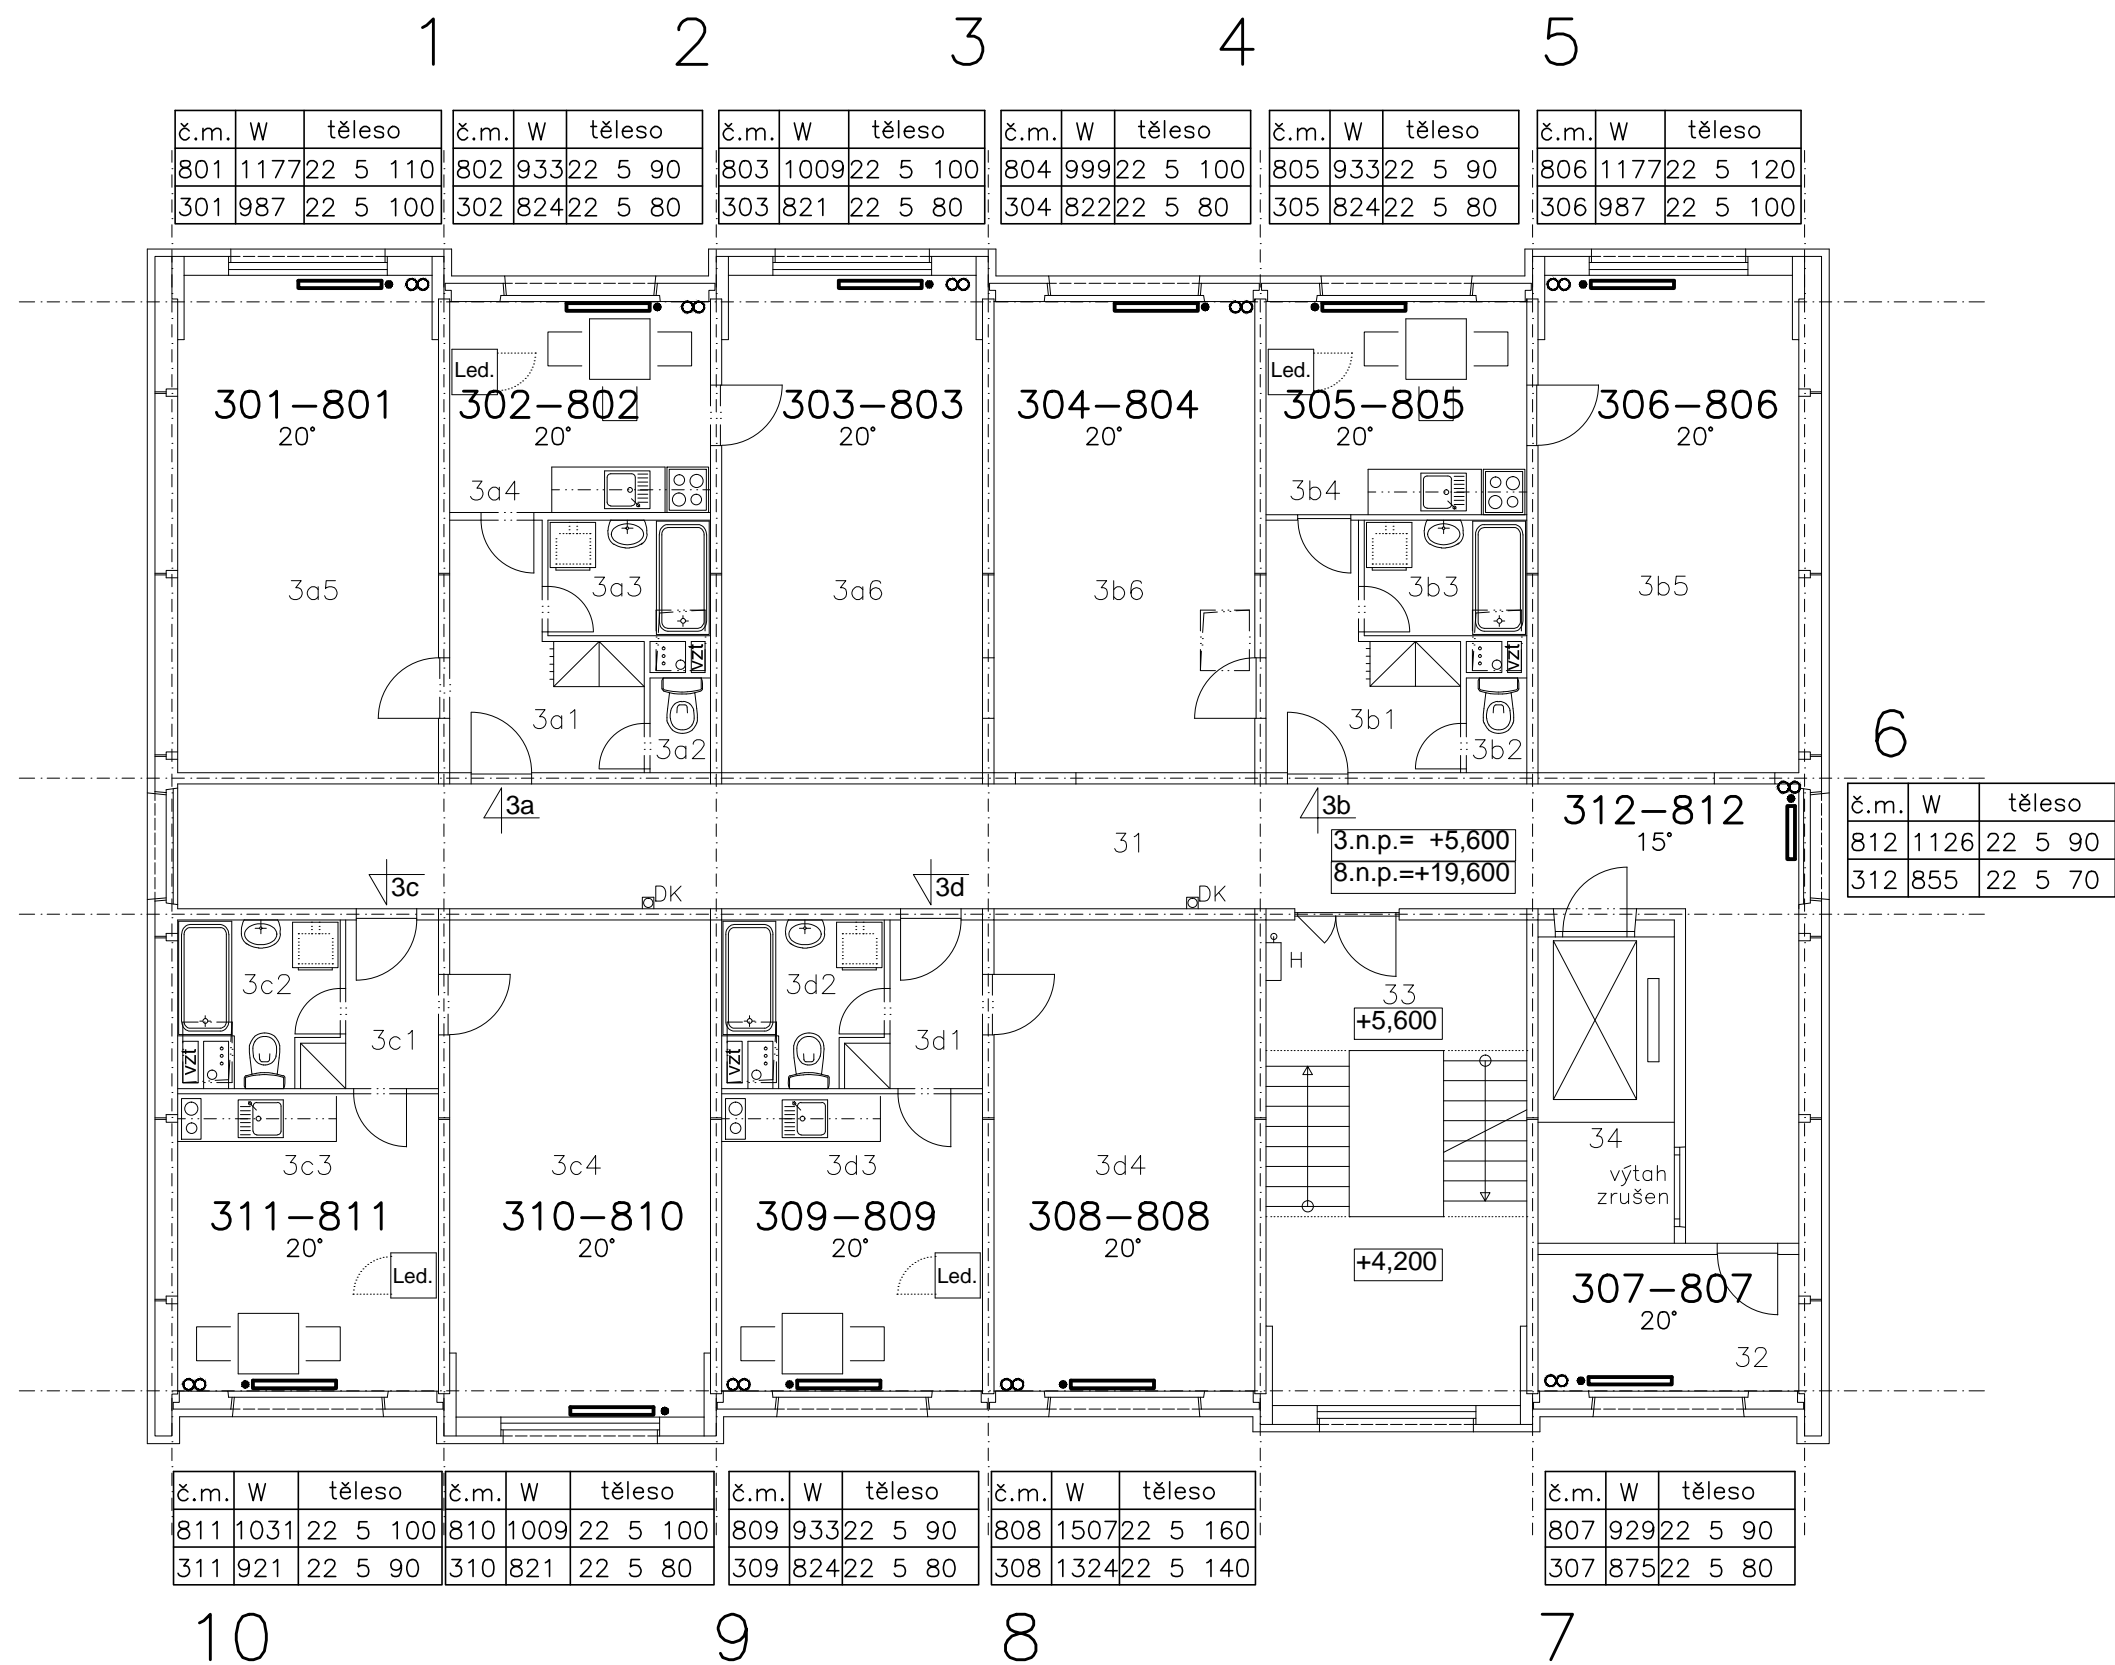 1 2 3 4 5
č.m. W těleso
801 1177 22 5 110
301 987 22 5 100
č.m. W těleso
802 933 22 5 90
302 824 22 5 80
č.m. W těleso
803 1009 22 5 100
303 821 22 5 80
č.m. W těleso
804 999 22 5 100
304 822 22 5 80
č.m. W těleso
805 933 22 5 90
305 824 22 5 80
č.m. W těleso
806 1177 22 5 120
306 987 22 5 100
Led.
Led.
301-801
20°
302-802
20°
303-803
20°
304-804
20°
305-805
20°
306-806
20°
3a4
3b4
3a5
3a3
3a6
3b6
3b3
3b5
vzt
vzt
3a1
3a2
3b1
3b2
6
č.m. W těleso
812 1126 22 5 90
312 855 22 5 70
3a
3b
312-812
15°
31
3.n.p.= +5,600
8.n.p.=+19,600
3c
DK
3d
DK
3c2
3d2
H
33
+5,600
3c1
3d1
vzt
vzt
34
výtah
zrušen
3c3
3c4
3d3
3d4
311-811
20°
310-810
20°
309-809
20°
308-808
20°
Led.
Led.
+4,200
307-807
20°
32
č.m. W těleso
811 1031 22 5 100
311 921 22 5 90
č.m. W těleso
810 1009 22 5 100
310 821 22 5 80
č.m. W těleso
809 933 22 5 90
309 824 22 5 80
č.m. W těleso
808 1507 22 5 160
308 1324 22 5 140
č.m. W těleso
807 929 22 5 90
307 875 22 5 80
10 9 8 7